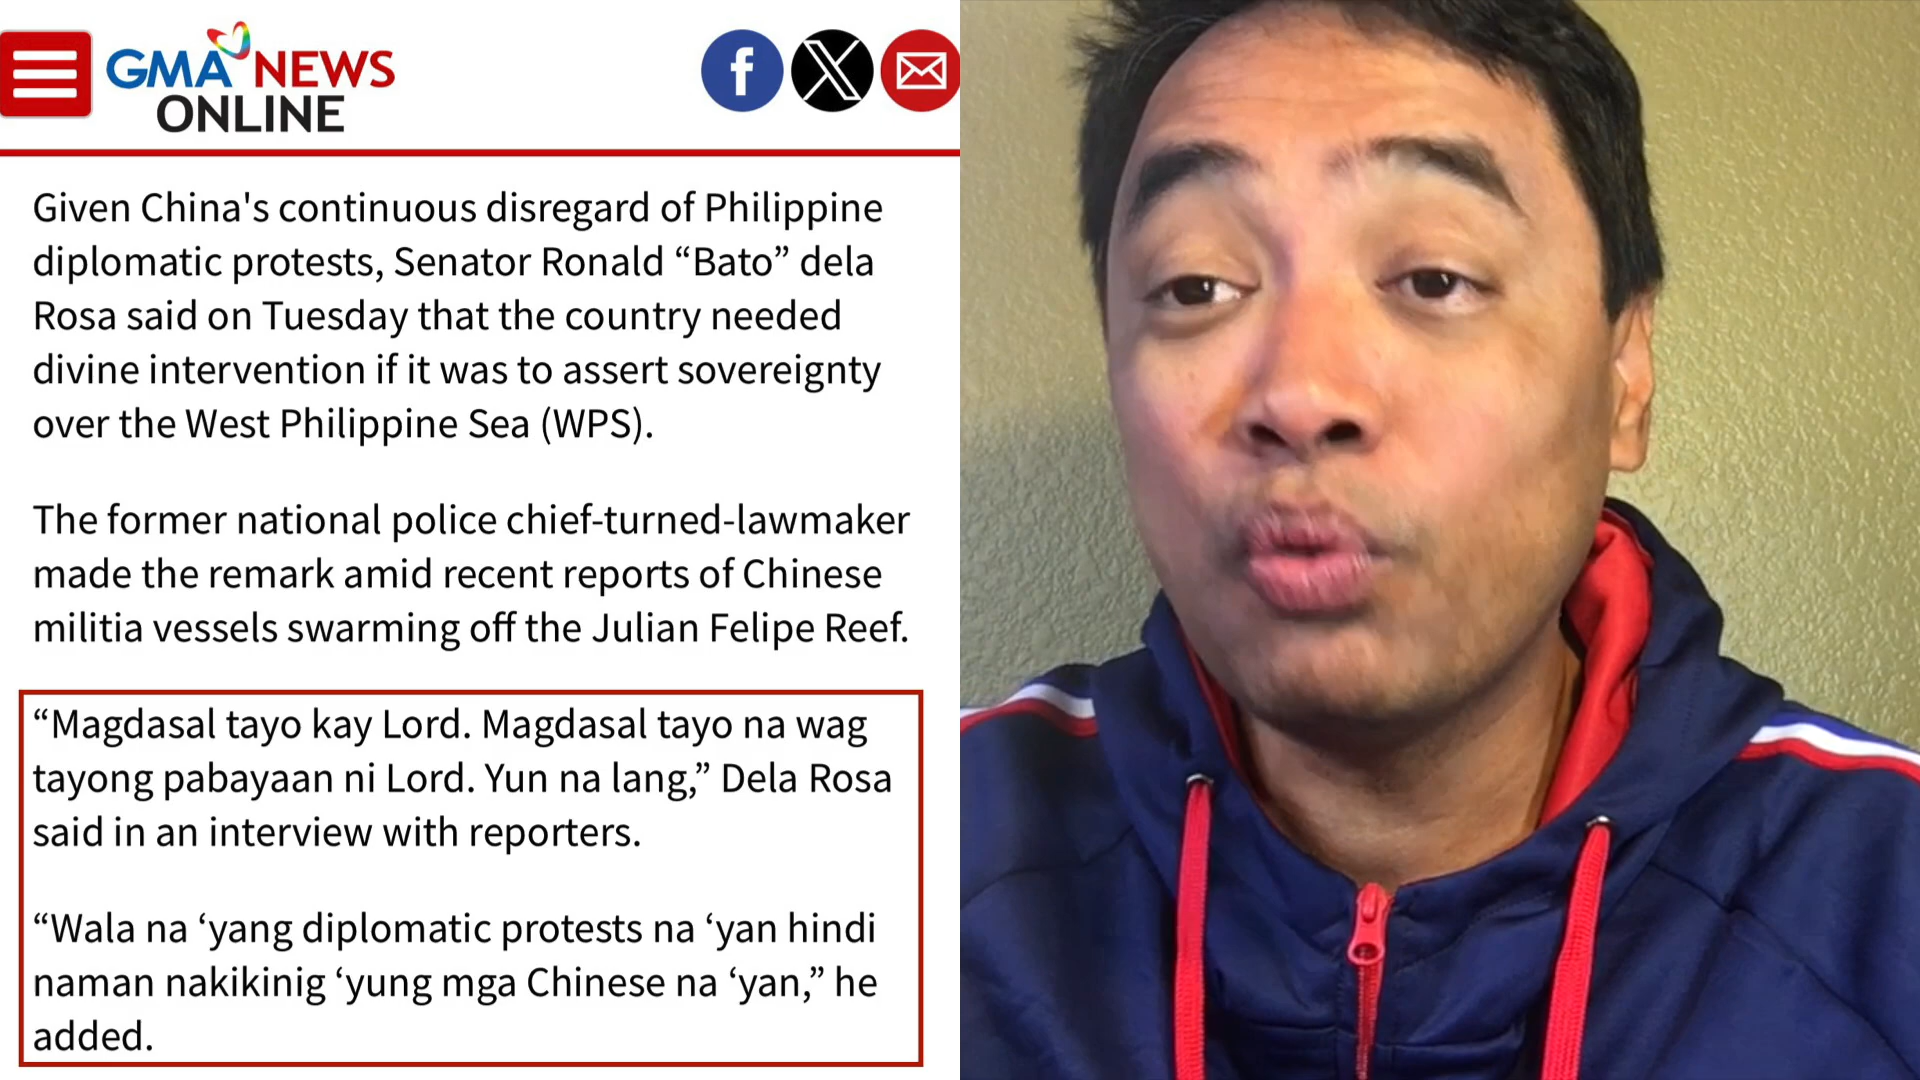 GMA NEWS
ONLINE
Given China's continuous disregard of Philippine
diplomatic protests, Senator Ronald “Bato” dela
Rosa said on Tuesday that the country needed
divine intervention if it was to assert sovereignty
over the West Philippine Sea (WPS).
The former national police chief-turned-lawmaker
made the remark amid recent reports of Chinese
militia vessels swarming off the Julian Felipe Reef.
“Magdasal tayo kay Lord. Magdasal tayo na wag
tayong pabayaan ni Lord. Yun na lang,” Dela Rosa
said in an interview with reporters.
“Wala na ‘yang diplomatic protests na ‘yan hindi
naman nakikinig ‘yung mga Chinese na ‘yan,” he
added.